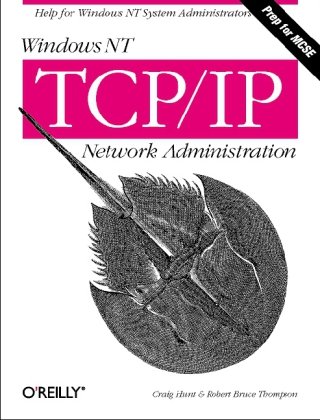 Help for Windows NT System Administrators
Prep for MCSE
Windows NT
TCP/IP
Network Administration
O'REILLY®
Craig Hunt & Robert Bruce Thompson